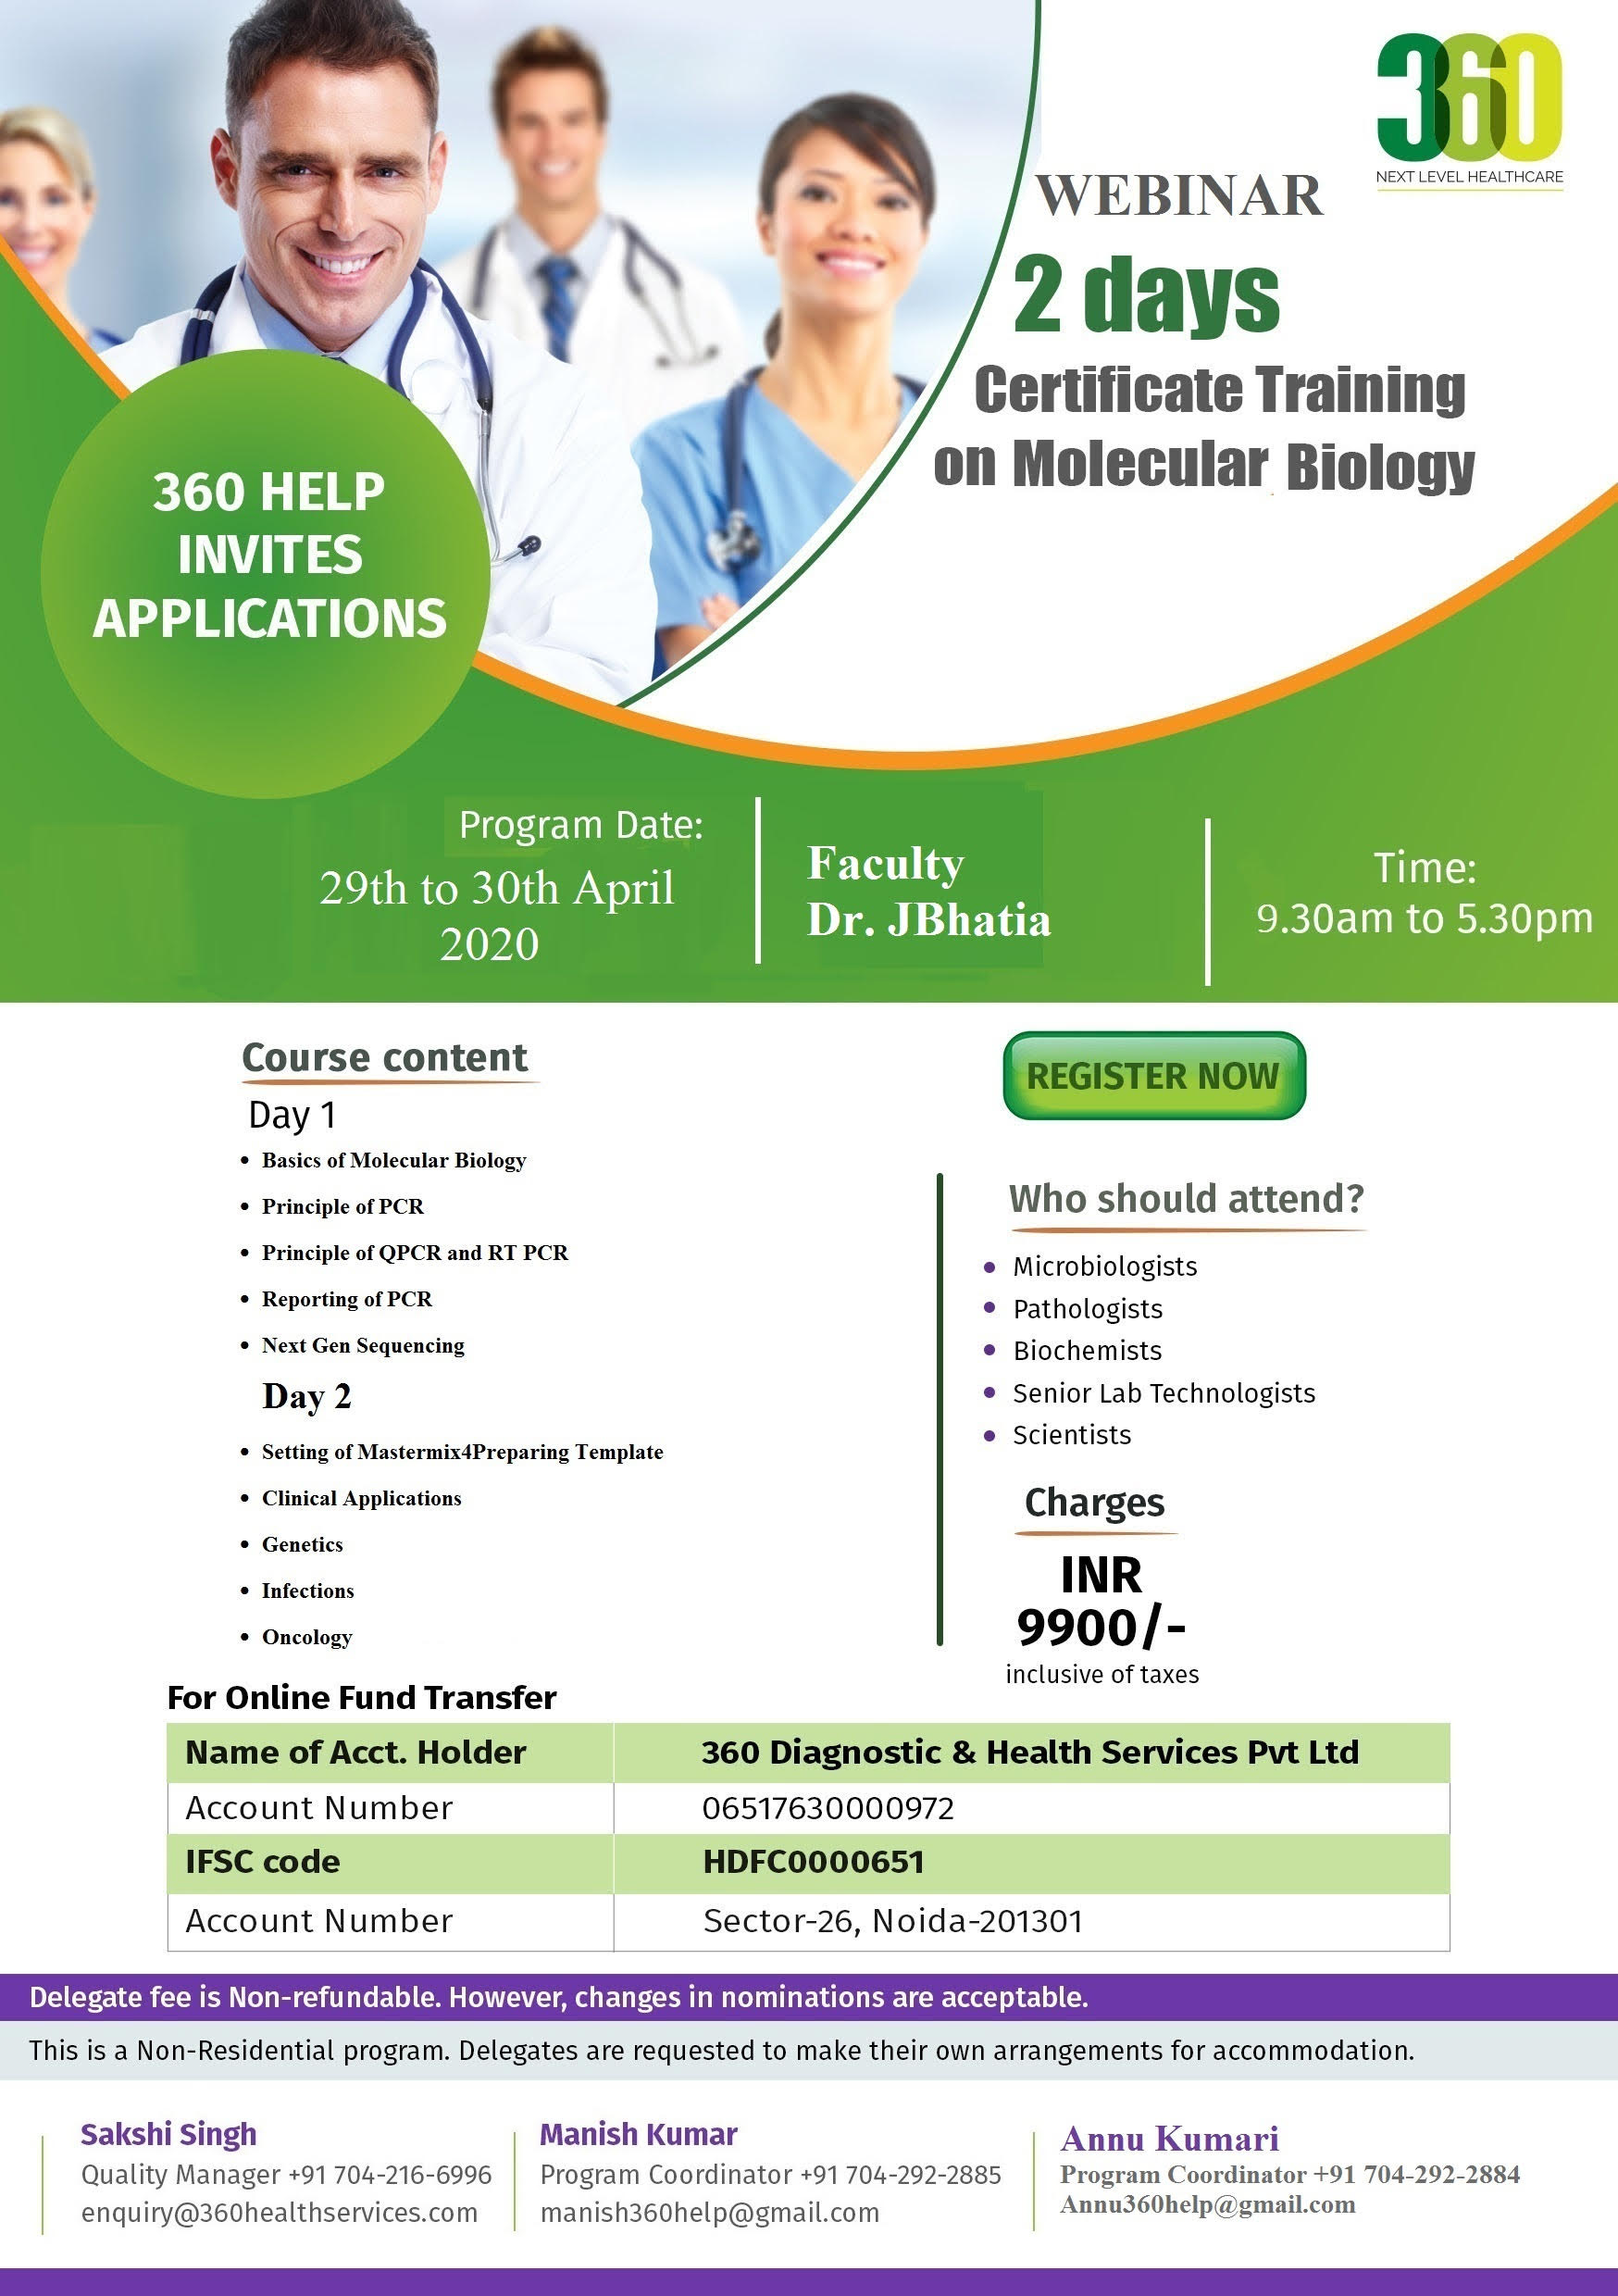 360
NEXT LEVEL HEALTHCARE
WEBINAR
2 days
Certificate Training
on Molecular Biology
360 HELP
INVITES
APPLICATIONS
Program Date:
29th to 30th April
2020
Faculty
Dr. JBhatia
Time:
9.30am to 5.30pm
Course content
Day 1
• Basics of Molecular Biology
• Principle of PCR
• Principle of QPCR and RT PCR
• Reporting of PCR
• Next Gen Sequencing
Day 2
• Setting of Mastermix4Preparing Template
• Clinical Applications
• Genetics
• Infections
• Oncology
REGISTER NOW
Who should attend?
• Microbiologists
• Pathologists
• Biochemists
• Senior Lab Technologists
• Scientists
Charges
INR
9900/-
inclusive of taxes
For Online Fund Transfer
Name of Acct. Holder 360 Diagnostic & Health Services Pvt Ltd
Account Number 06517630000972
IFSC code HDFC0000651
Account Number Sector-26, Noida-201301
Delegate fee is Non-refundable. However, changes in nominations are acceptable.
This is a Non-Residential program. Delegates are requested to make their own arrangements for accommodation.
Sakshi Singh
Quality Manager +91 704-216-6996
enquiry@360healthservices.com
Manish Kumar
Program Coordinator +91 704-292-2885
manish360help@gmail.com
Annu Kumari
Program Coordinator +91 704-292-2884
Annu360help@gmail.com